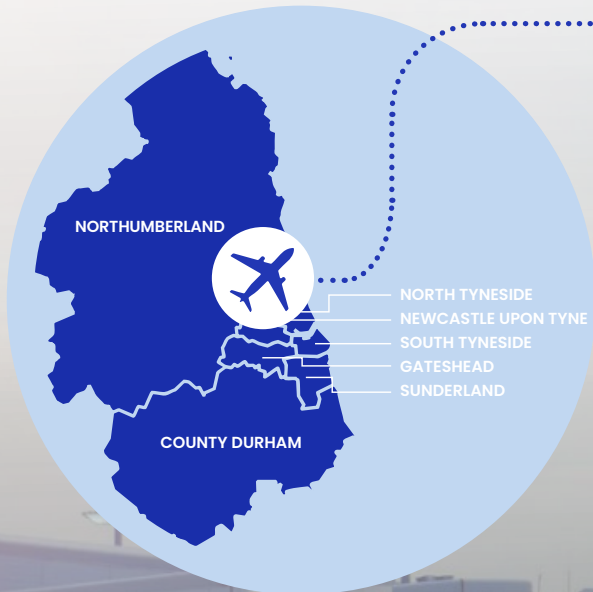 NORTHUMBERLAND
NORTH TYNESIDE
NEWCASTLE UPON TYNE
SOUTH TYNESIDE
GATESHEAD
SUNDERLAND
COUNTY DURHAM